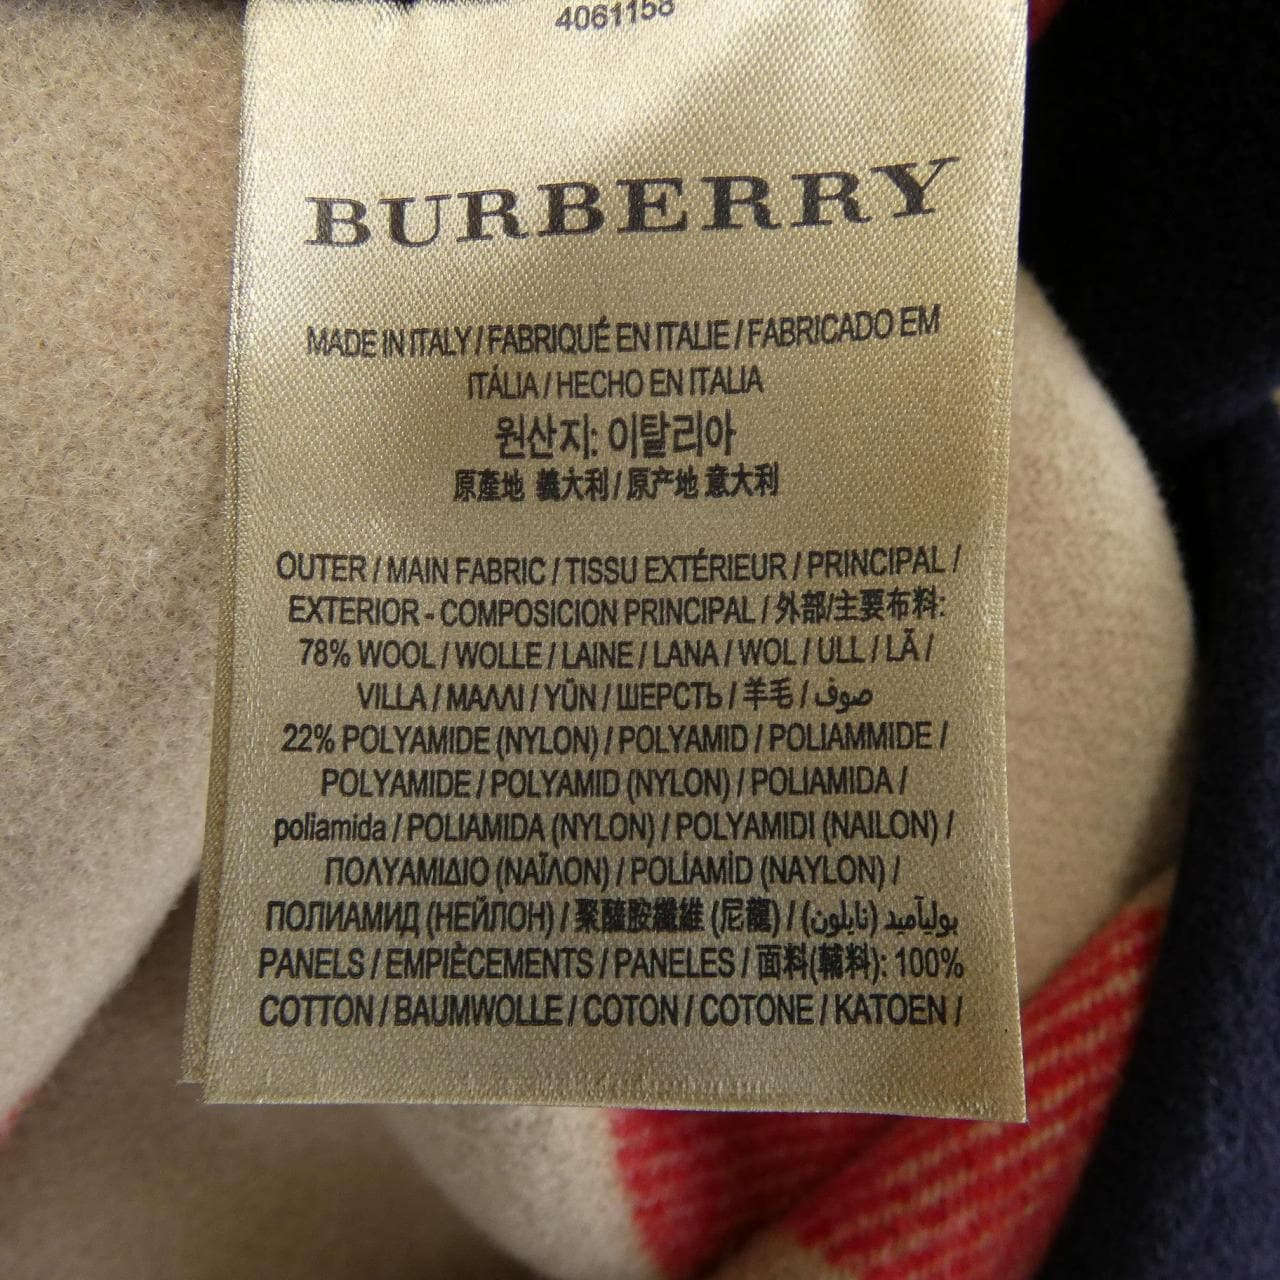 4061158
BURBERRY
MADE IN ITALY / FABRIQUÉ EN ITALIE / FABRICADO EM
ITÁLIA / HECHO EN ITALIA
원산지: 이탈리아
原產地 義大利 / 原产地 意大利
OUTER / MAIN FABRIC / TISSU EXTÉRIEUR / PRINCIPAL /
EXTERIOR - COMPOSICION PRINCIPAL / 外部/主要布料:
78% WOOL / WOLLE / LAINE / LANA / WOL / ULL / LÃ /
VILLA / ΜΑΛΛΙ / YÜN / ШЕРСТЬ / 羊毛 / صوف
22% POLYAMIDE (NYLON) / POLYAMID / POLIAMMIDE /
POLYAMIDE / POLYAMID (NYLON) / POLIAMIDA /
poliamida / POLIAMIDA (NYLON) / POLYAMIDI (NAILON) /
ΠΟΛΥΑΜΙΔΙΟ (ΝΑΪΛΟΝ) / POLİAMİD (NAYLON) /
ПОЛИАМИД (НЕЙЛОН) / 聚醯胺纖維 (尼龍) / بوليآميد (نايلون)
PANELS / EMPIÈCEMENTS / PANELES / 面料(輔料): 100%
COTTON / BAUMWOLLE / COTON / COTONE / KATOEN /